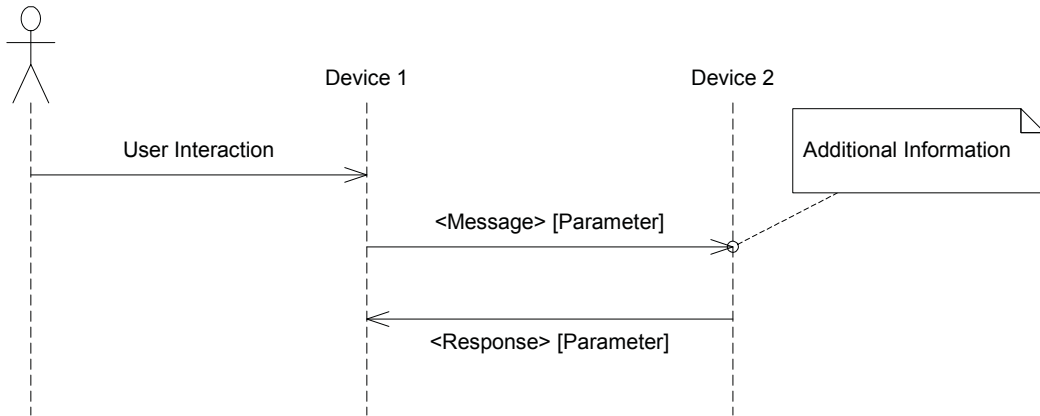 Device 1
Device 2
User Interaction
Additional Information
<Message> [Parameter]
<Response> [Parameter]